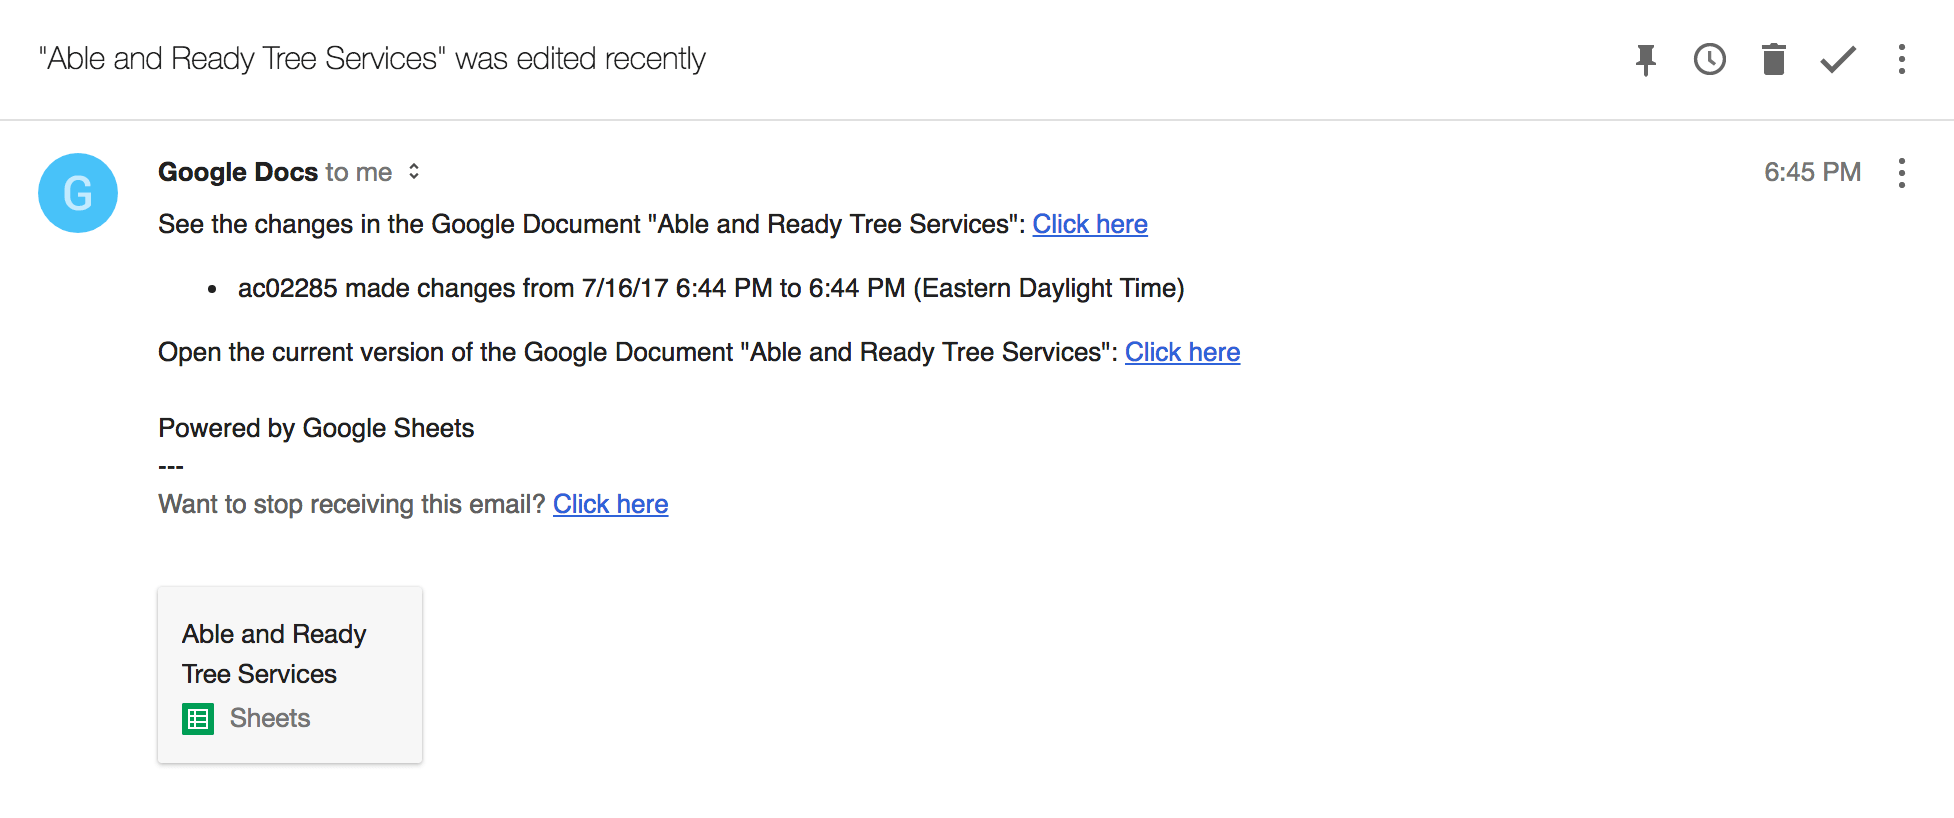 "Able and Ready Tree Services" was edited recently
G
Google Docs to me
6:45 PM
See the changes in the Google Document "Able and Ready Tree Services": Click here
• ac02285 made changes from 7/16/17 6:44 PM to 6:44 PM (Eastern Daylight Time)
Open the current version of the Google Document "Able and Ready Tree Services": Click here
Powered by Google Sheets
---
Want to stop receiving this email? Click here
Able and Ready
Tree Services
Sheets